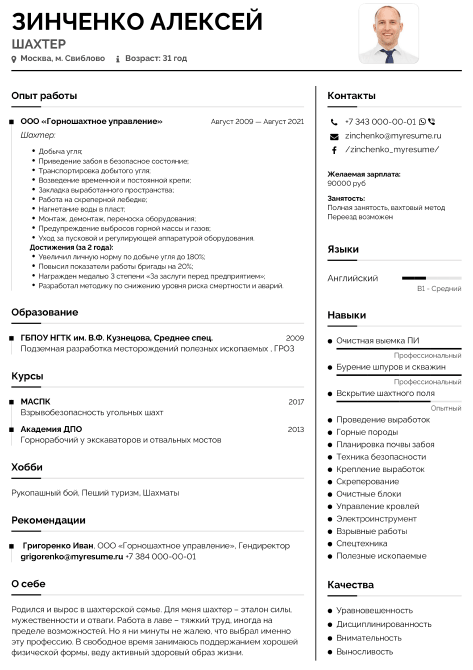 ЗИНЧЕНКО АЛЕКСЕЙ
ШАХТЕР
Москва, м. Свиблово Возраст: 31 год
Опыт работы
ООО «Горношахтное управление» Август 2009 — Август 2021
Шахтер:
Добыча угля;
Приведение забоя в безопасное состояние;
Транспортировка добытого угля;
Возведение временной и постоянной крепи;
Закладка выработанного пространства;
Работа на скреперной лебедке;
Нагнетание воды в пласт;
Монтаж, демонтаж, переноска оборудования;
Предупреждение выбросов горной массы и газов;
Уход за пусковой и регулирующей аппаратурой оборудования.
Достижения (за 2 года):
Увеличил личную норму по добыче угля до 180%;
Повысил показатели работы бригады на 20%;
Награжден медалью 3 степени «За заслуги перед предприятием»;
Разработал методику по снижению уровня риска смертности и аварий.
Образование
ГБПОУ НГТК им. В.Ф. Кузнецова, Среднее спец. 2009
Подземная разработка месторождений полезных ископаемых , ГРОЗ
Курсы
МАСПК 2017
Взрывобезопасность угольных шахт
Академия ДПО 2013
Горнорабочий у экскаваторов и отвальных мостов
Хобби
Рукопашный бой, Пеший туризм, Шахматы
Рекомендации
Григоренко Иван, ООО «Горношахтное управление», Гендиректор
grigorenko@myresume.ru +7 384 000-00-01
О себе
Родился и вырос в шахтерской семье. Для меня шахтер – эталон силы,
мужественности и отваги. Работа в лаве – тяжкий труд, иногда на
пределе возможностей. Но я ни минуты не жалею, что выбрал именно
эту профессию. В свободное время занимаюсь поддержанием хорошей
физической формы, веду активный здоровый образ жизни.
Контакты
+7 343 000-00-01
zinchenko@myresume.ru
/zinchenko_myresume/
Желаемая зарплата:
90000 руб
Занятость:
Полная занятость, вахтовый метод
Переезд возможен
Языки
Английский
B1 - Средний
Навыки
Очистная выемка ПИ
Профессиональный
Бурение шпуров и скважин
Профессиональный
Вскрытие шахтного поля
Опытный
Проведение выработок
Горные породы
Планировка почвы забоя
Техника безопасности
Крепление выработок
Скреперование
Очистные блоки
Управление кровлей
Электроинструмент
Взрывные работы
Спецтехника
Полезные ископаемые
Качества
Уравновешенность
Дисциплинированность
Внимательность
Выносливость